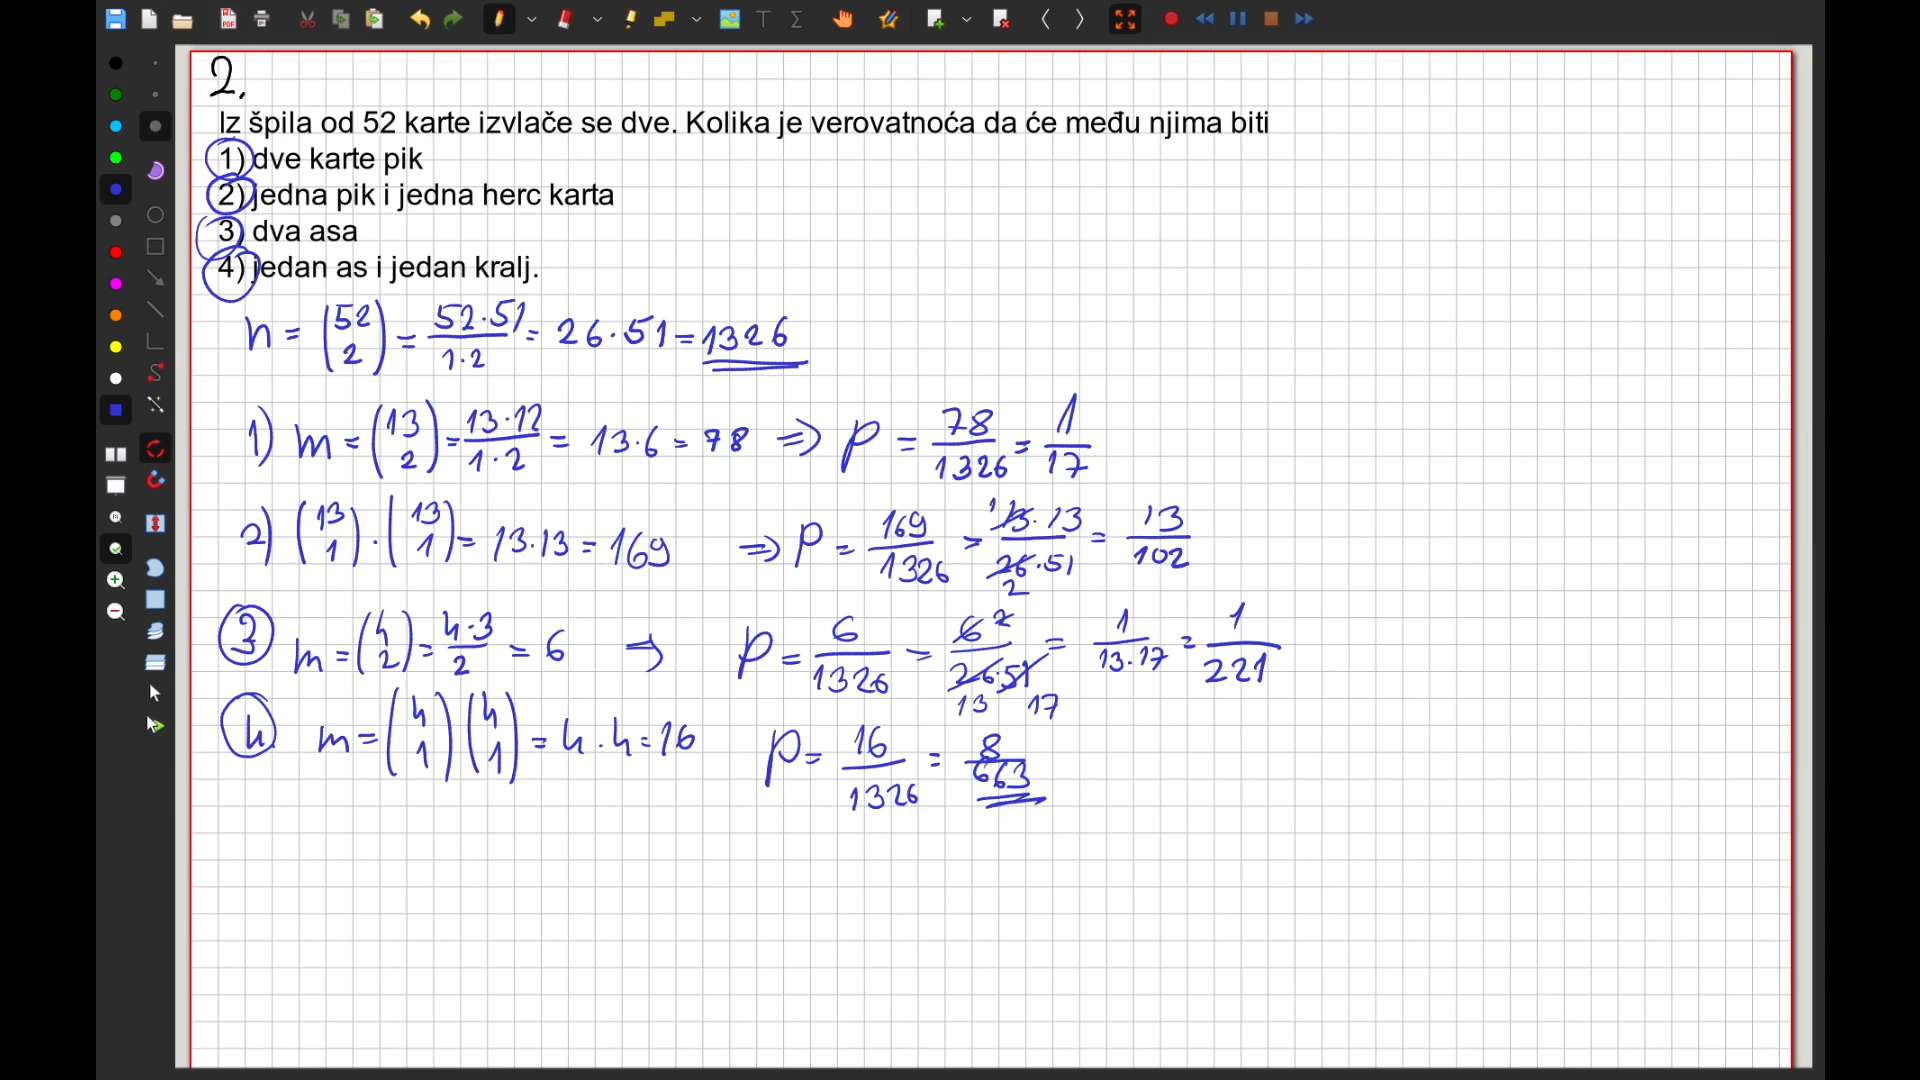 2.
Iz špila od 52 karte izvlače se dve. Kolika je verovatnoća da će među njima biti
1) dve karte pik
2) jedna pik i jedna herc karta
3) dva asa
4) jedan as i jedan kralj.
n = (52 2) = 52·51 / 1·2 = 26·51 = 1326
1) m = (13 2) = 13·12 / 1·2 = 13·6 = 78 => p = 78/1326 = 1/17
2) (13 1)·(13 1) = 13·13 = 169 => p = 169/1326 = 13·13 / 26·51 = 13/102
3 m = (4 2) = 4·3 / 2 = 6 => p = 6/1326 = 6 / 26·51 = 1 / 13·17 = 1/221
4. m = (4 1)(4 1) = 4·4 = 16 p = 16/1326 = 8/663